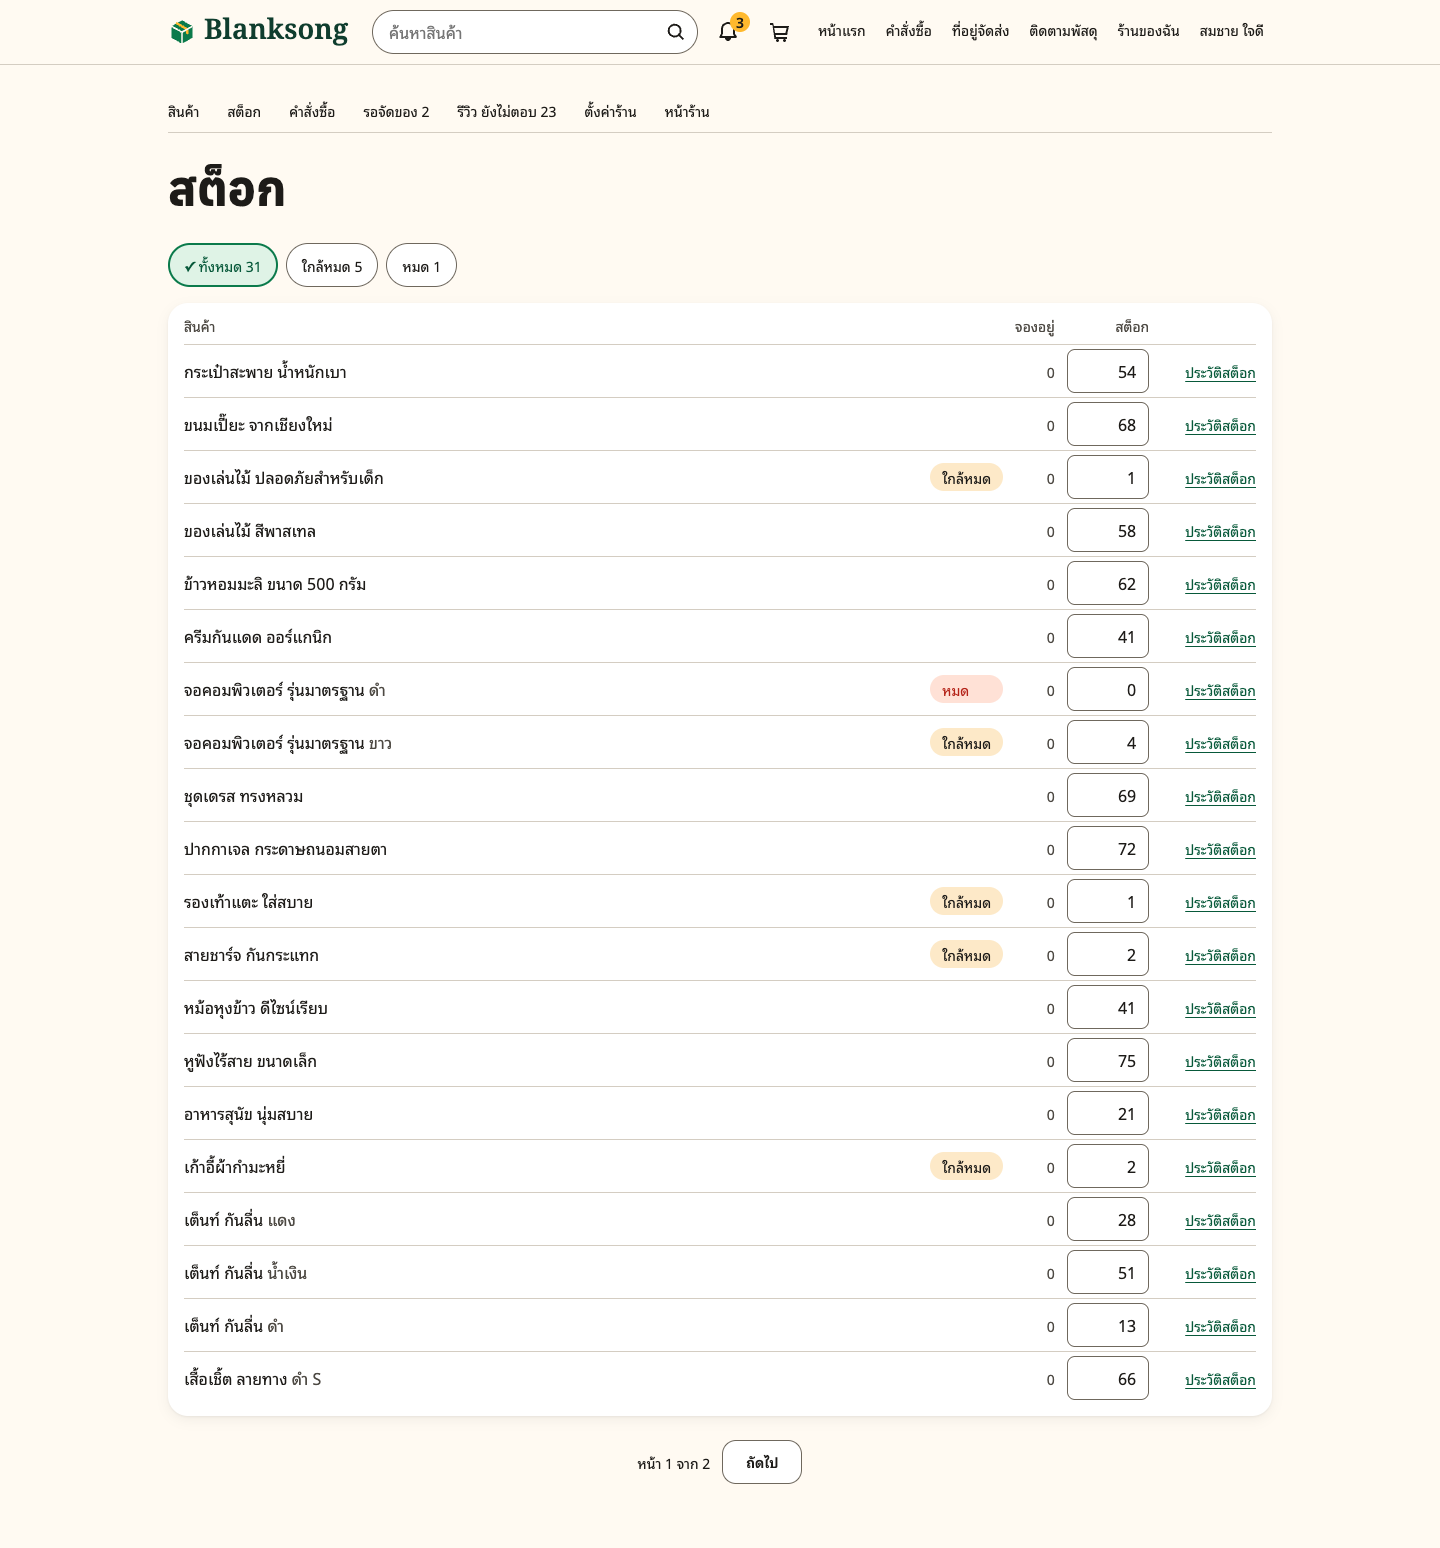 Blanksong
ค้นหาสินค้า
3
หน้าแรก คำสั่งซื้อ ที่อยู่จัดส่ง ติดตามพัสดุ ร้านของฉัน สมชาย ใจดี
สินค้า สต็อก คำสั่งซื้อ รอจัดของ 2 รีวิว ยังไม่ตอบ 23 ตั้งค่าร้าน หน้าร้าน
สต็อก
✓ ทั้งหมด 31 ใกล้หมด 5 หมด 1
สินค้า จองอยู่ สต็อก
กระเป๋าสะพาย น้ำหนักเบา 0 54 ประวัติสต็อก
ขนมเปี๊ยะ จากเชียงใหม่ 0 68 ประวัติสต็อก
ของเล่นไม้ ปลอดภัยสำหรับเด็ก ใกล้หมด 0 1 ประวัติสต็อก
ของเล่นไม้ สีพาสเทล 0 58 ประวัติสต็อก
ข้าวหอมมะลิ ขนาด 500 กรัม 0 62 ประวัติสต็อก
ครีมกันแดด ออร์แกนิก 0 41 ประวัติสต็อก
จอคอมพิวเตอร์ รุ่นมาตรฐาน ดำ หมด 0 0 ประวัติสต็อก
จอคอมพิวเตอร์ รุ่นมาตรฐาน ขาว ใกล้หมด 0 4 ประวัติสต็อก
ชุดเดรส ทรงหลวม 0 69 ประวัติสต็อก
ปากกาเจล กระดาษถนอมสายตา 0 72 ประวัติสต็อก
รองเท้าแตะ ใส่สบาย ใกล้หมด 0 1 ประวัติสต็อก
สายชาร์จ กันกระแทก ใกล้หมด 0 2 ประวัติสต็อก
หม้อหุงข้าว ดีไซน์เรียบ 0 41 ประวัติสต็อก
หูฟังไร้สาย ขนาดเล็ก 0 75 ประวัติสต็อก
อาหารสุนัข นุ่มสบาย 0 21 ประวัติสต็อก
เก้าอี้ผ้ากำมะหยี่ ใกล้หมด 0 2 ประวัติสต็อก
เต็นท์ กันลื่น แดง 0 28 ประวัติสต็อก
เต็นท์ กันลื่น น้ำเงิน 0 51 ประวัติสต็อก
เต็นท์ กันลื่น ดำ 0 13 ประวัติสต็อก
เสื้อเชิ้ต ลายทาง ดำ S 0 66 ประวัติสต็อก
หน้า 1 จาก 2 ถัดไป